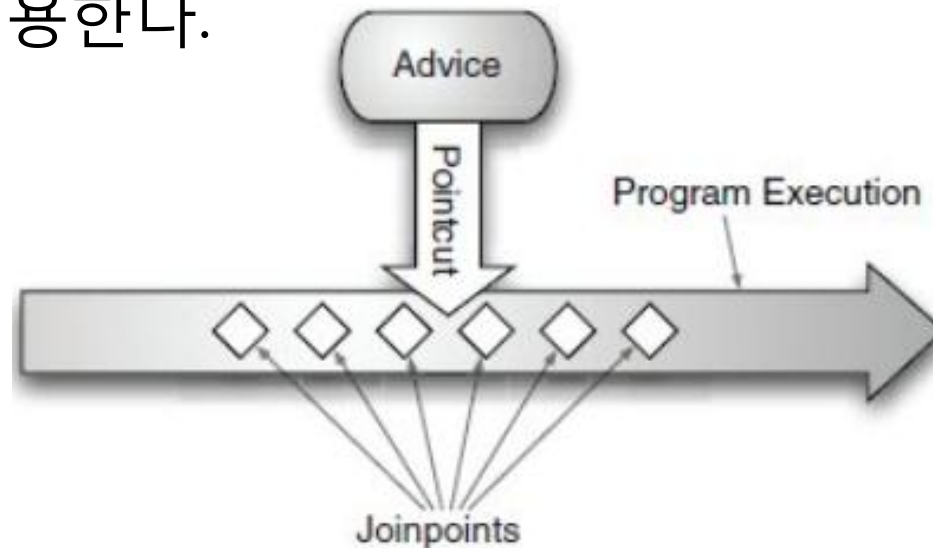 용한다.
Advice
Pointcut
Program Execution
Joinpoints